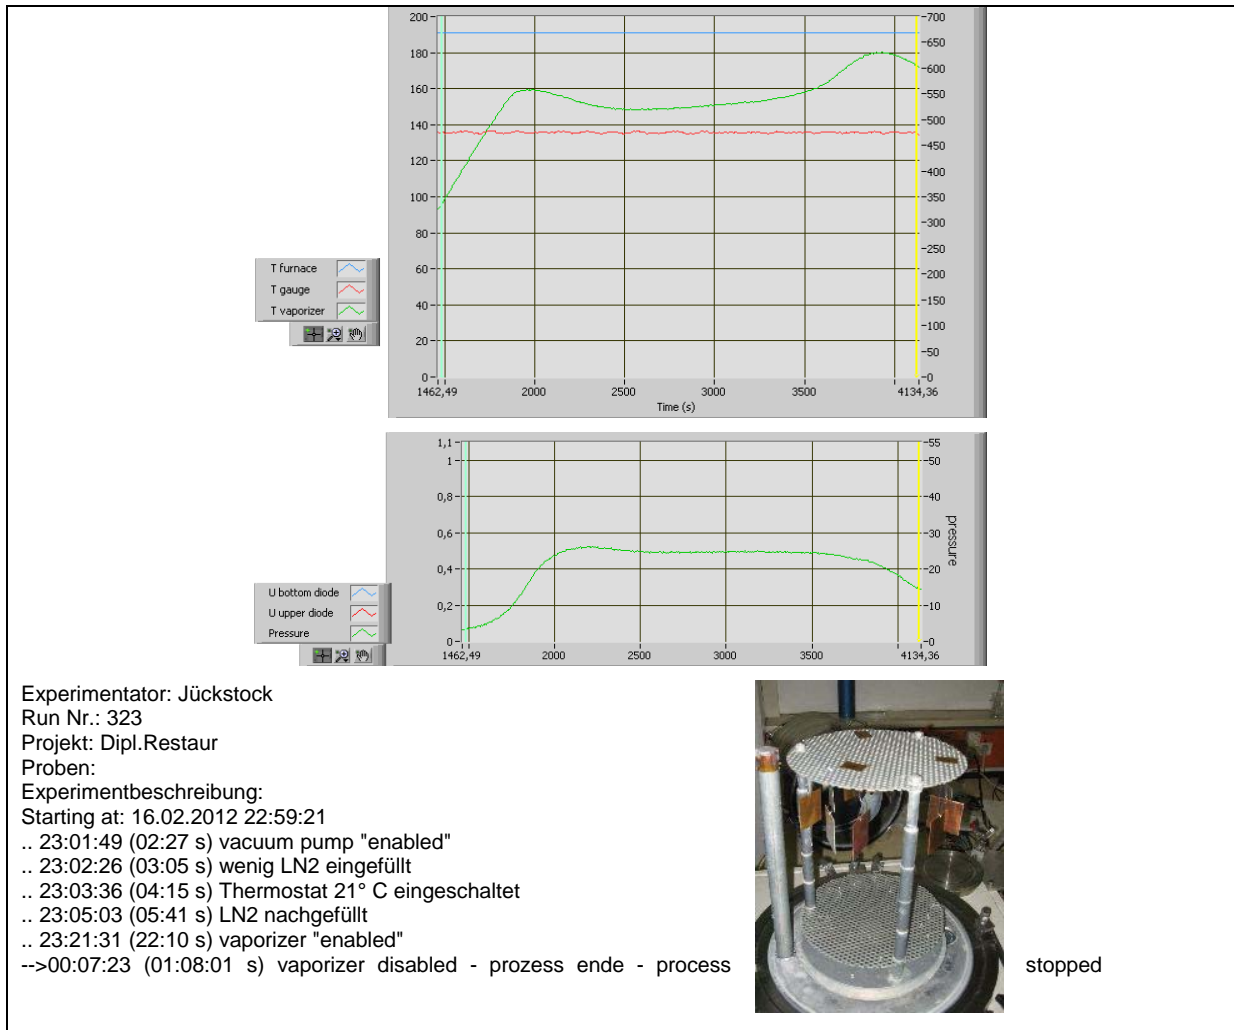 200
180
160
140
120
100
80
60
40
20
0
700
650
600
550
500
450
400
350
300
250
200
150
100
50
0
1462,49 2000 2500 3000 3500 4134,36
Time (s)
T furnace
T gauge
T vaporizer
1,1
1
0,8
0,6
0,4
0,2
0
55
50
40
30
20
10
0
pressure
1462,49 2000 2500 3000 3500 4134,36
U bottom diode
U upper diode
Pressure
Experimentator: Jückstock
Run Nr.: 323
Projekt: Dipl.Restaur
Proben:
Experimentbeschreibung:
Starting at: 16.02.2012 22:59:21
.. 23:01:49 (02:27 s) vacuum pump "enabled"
.. 23:02:26 (03:05 s) wenig LN2 eingefüllt
.. 23:03:36 (04:15 s) Thermostat 21° C eingeschaltet
.. 23:05:03 (05:41 s) LN2 nachgefüllt
.. 23:21:31 (22:10 s) vaporizer "enabled"
-->00:07:23 (01:08:01 s) vaporizer disabled - prozess ende - process stopped